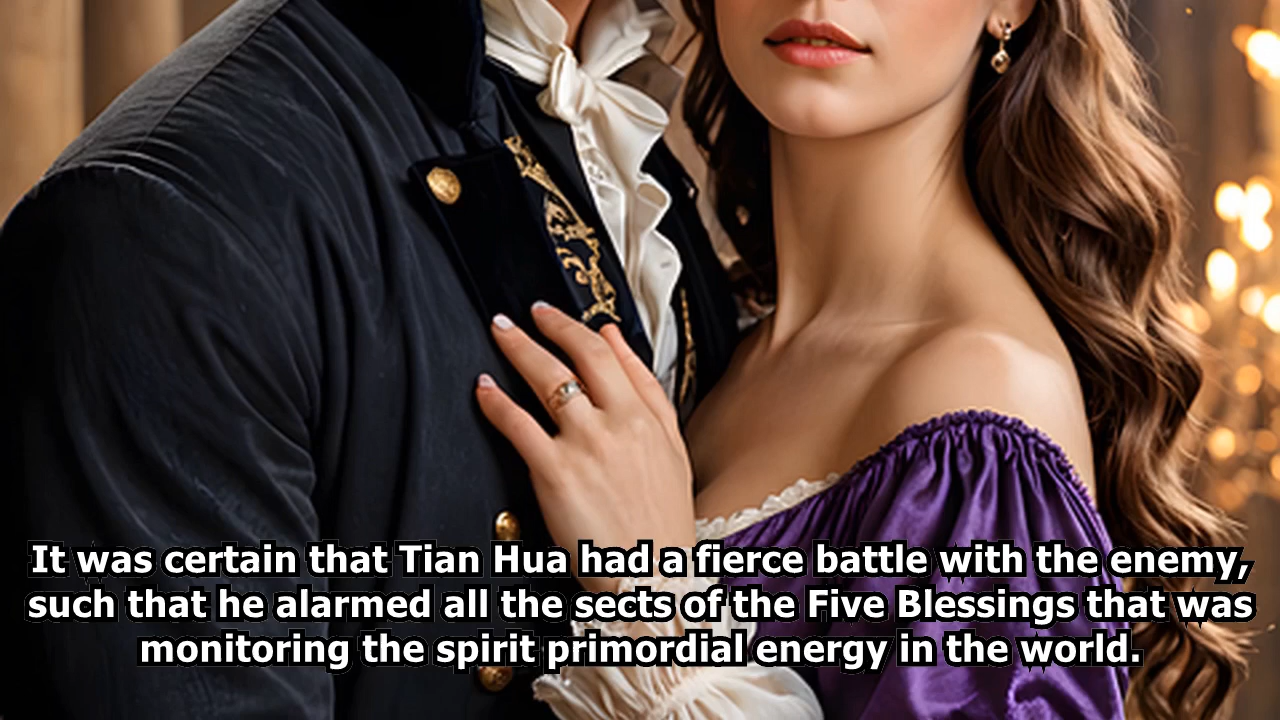 It was certain that Tian Hua had a fierce battle with the enemy,
such that he alarmed all the sects of the Five Blessings that was
monitoring the spirit primordial energy in the world.